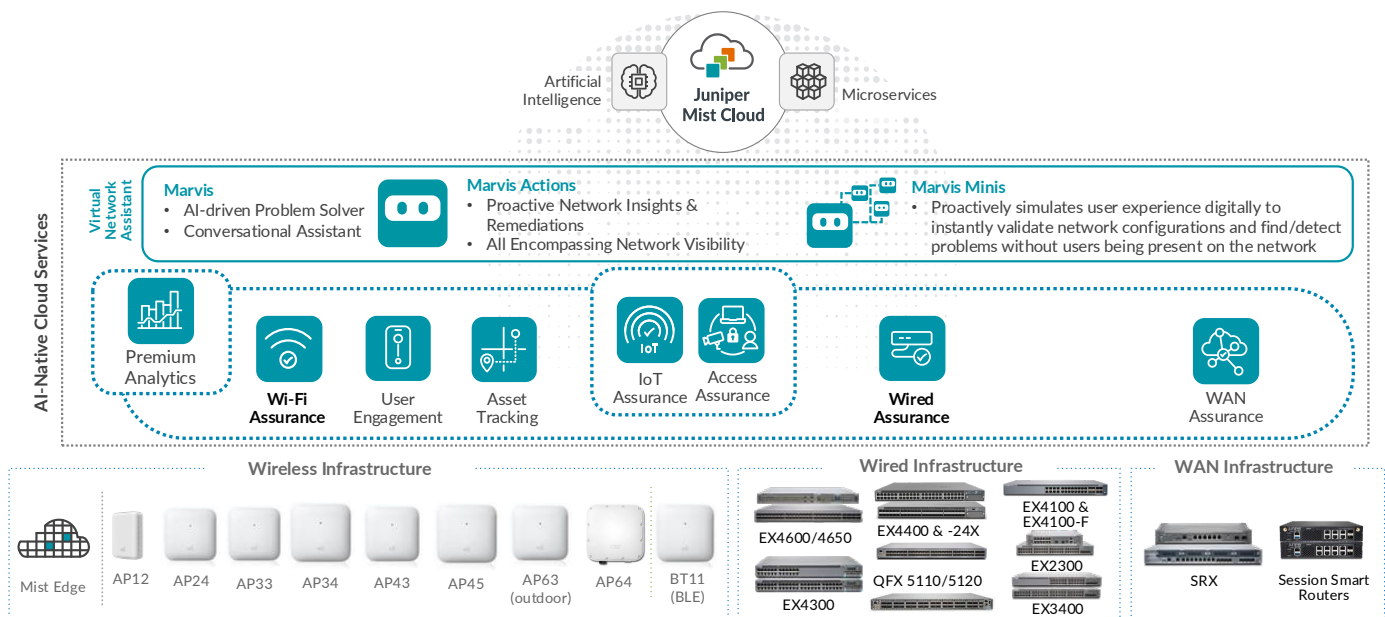 Artificial
Intelligence
Juniper
Mist Cloud
Microservices
AI-Native Cloud Services
Virtual
Network
Assistant
Marvis
• AI-driven Problem Solver
• Conversational Assistant
Marvis Actions
• Proactive Network Insights &
Remediations
• All Encompassing Network Visibility
Marvis Minis
• Proactively simulates user experience digitally to
instantly validate network configurations and find/detect
problems without users being present on the network
Premium
Analytics
Wi-Fi
Assurance
User
Engagement
Asset
Tracking
IoT
IoT
Assurance
Access
Assurance
Wired
Assurance
WAN
Assurance
Wireless Infrastructure
Mist Edge
AP12
AP24
AP33
AP34
AP43
AP45
AP63
(outdoor)
AP64
BT11
(BLE)
Wired Infrastructure
EX4600/4650
EX4400 & -24X
EX4100 &
EX4100-F
EX4300
QFX 5110/5120
EX2300
EX3400
WAN Infrastructure
SRX
Session Smart
Routers